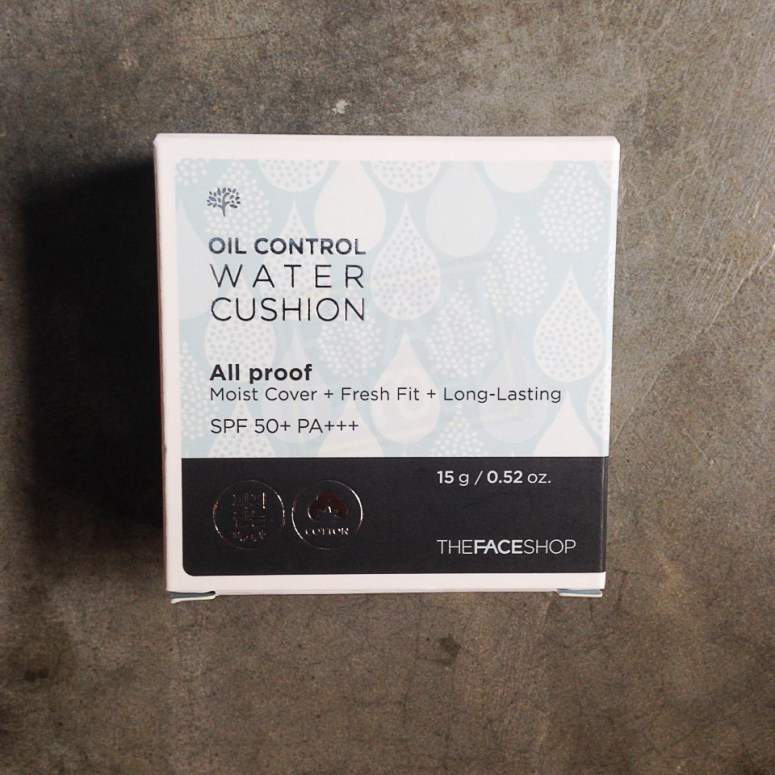 OIL CONTROL
WATER
CUSHION
All proof
Moist Cover + Fresh Fit + Long-Lasting
SPF 50+ PA+++
15 g / 0.52 oz.
COTTON
THEFACESHOP